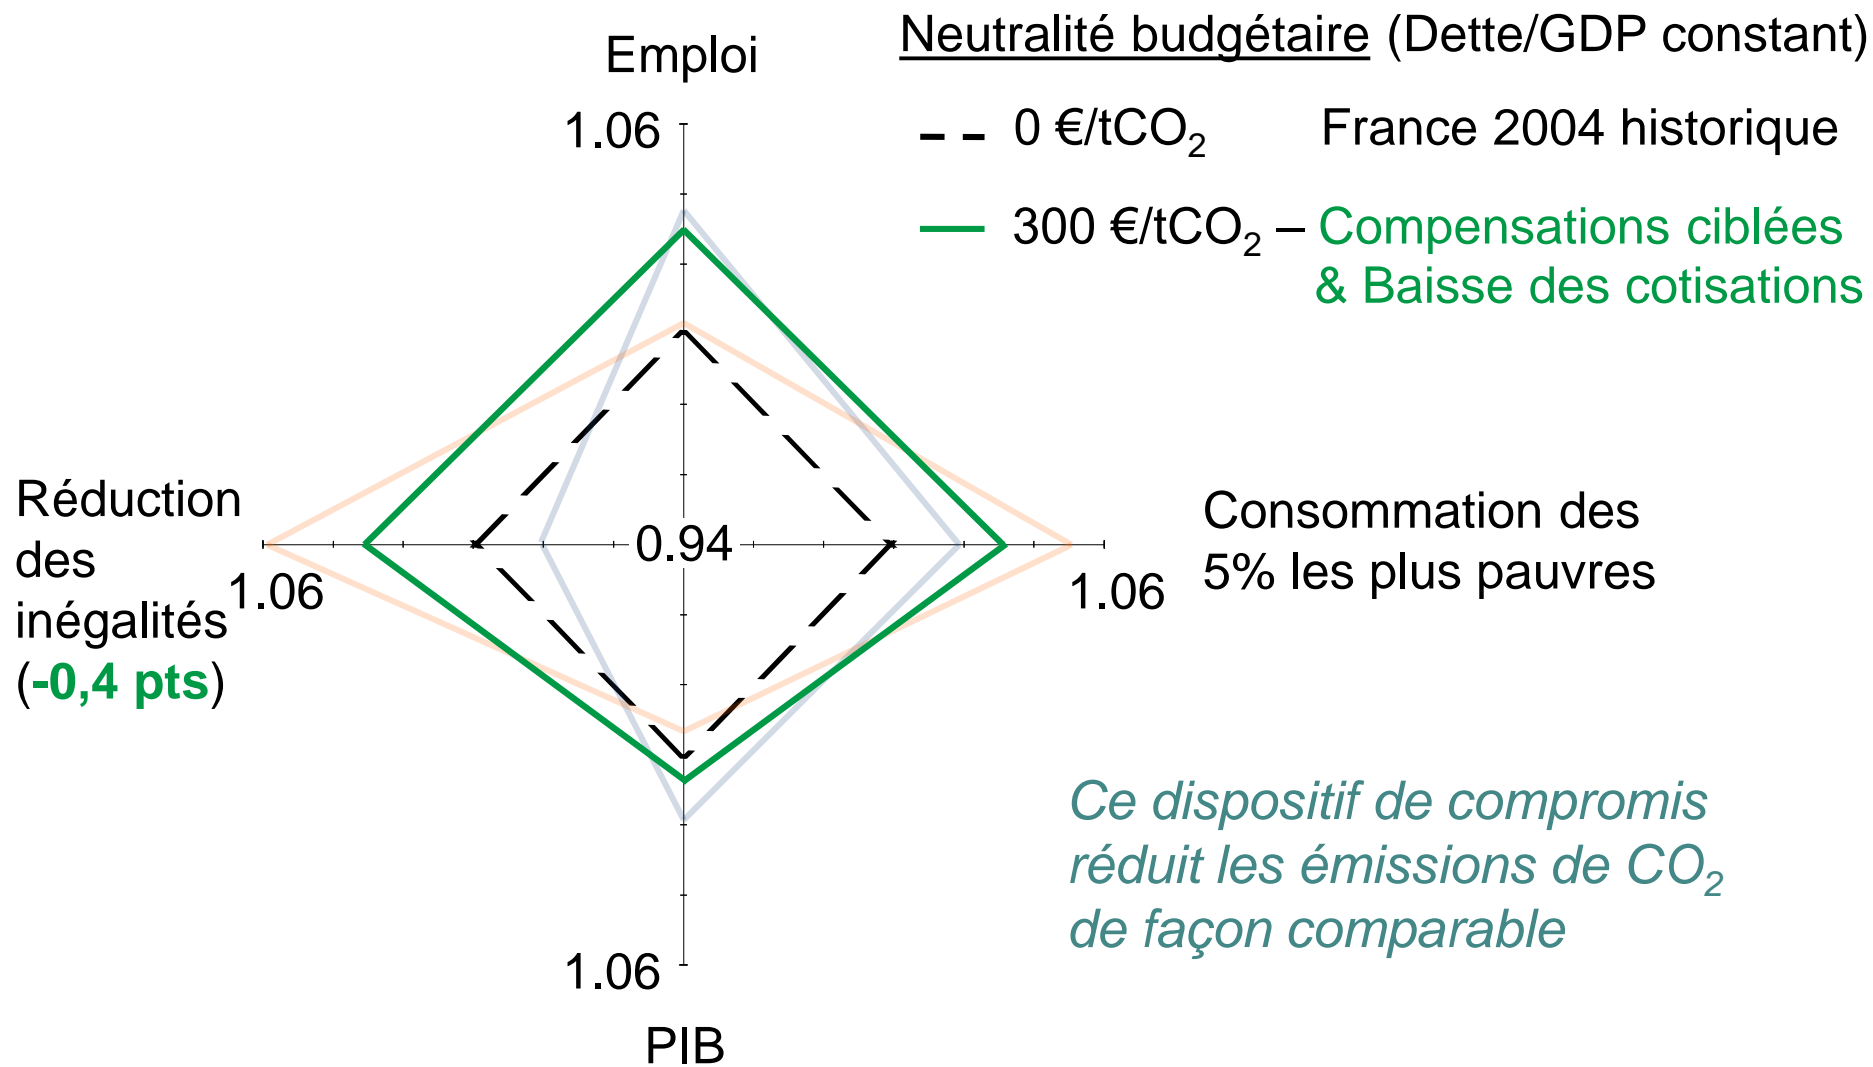 Neutralité budgétaire (Dette/GDP constant)
Emploi
1.06
0 €/tCO₂ France 2004 historique
300 €/tCO₂ – Compensations ciblées
& Baisse des cotisations
Réduction
des
inégalités
(-0,4 pts)
1.06
0.94
1.06
Consommation des
5% les plus pauvres
Ce dispositif de compromis
réduit les émissions de CO₂
de façon comparable
1.06
PIB